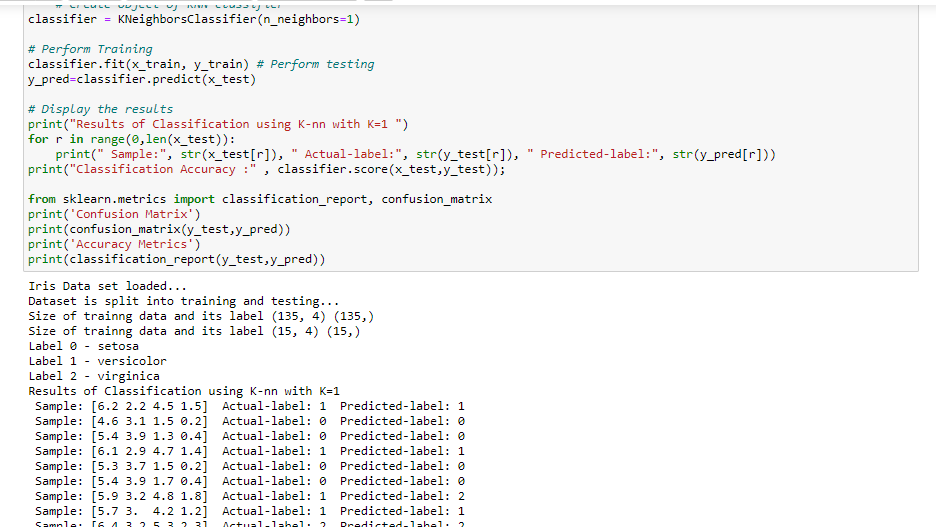 # Create object of KNN classifier
classifier = KNeighborsClassifier(n_neighbors=1)
# Perform Training
classifier.fit(x_train, y_train) # Perform testing
y_pred=classifier.predict(x_test)
# Display the results
print("Results of Classification using K-nn with K=1 ")
for r in range(0,len(x_test)):
    print(" Sample:", str(x_test[r]), " Actual-label:", str(y_test[r]), " Predicted-label:", str(y_pred[r]))
print("Classification Accuracy :" , classifier.score(x_test,y_test));
from sklearn.metrics import classification_report, confusion_matrix
print('Confusion Matrix')
print(confusion_matrix(y_test,y_pred))
print('Accuracy Metrics')
print(classification_report(y_test,y_pred))
Iris Data set loaded...
Dataset is split into training and testing...
Size of trainng data and its label (135, 4) (135,)
Size of trainng data and its label (15, 4) (15,)
Label 0 - setosa
Label 1 - versicolor
Label 2 - virginica
Results of Classification using K-nn with K=1
 Sample: [6.2 2.2 4.5 1.5]  Actual-label: 1  Predicted-label: 1
 Sample: [4.6 3.1 1.5 0.2]  Actual-label: 0  Predicted-label: 0
 Sample: [5.4 3.9 1.3 0.4]  Actual-label: 0  Predicted-label: 0
 Sample: [6.1 2.9 4.7 1.4]  Actual-label: 1  Predicted-label: 1
 Sample: [5.3 3.7 1.5 0.2]  Actual-label: 0  Predicted-label: 0
 Sample: [5.4 3.9 1.7 0.4]  Actual-label: 0  Predicted-label: 0
 Sample: [5.9 3.2 4.8 1.8]  Actual-label: 1  Predicted-label: 2
 Sample: [5.7 3.  4.2 1.2]  Actual-label: 1  Predicted-label: 1
 Sample: [6.4 3.2 5.3 2.3]  Actual-label: 2  Predicted-label: 2